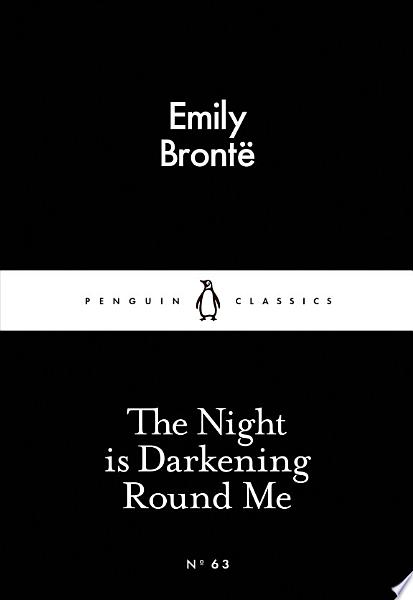 Emily
Brontë
PENGUIN CLASSICS
The Night
is Darkening
Round Me
Nº 63